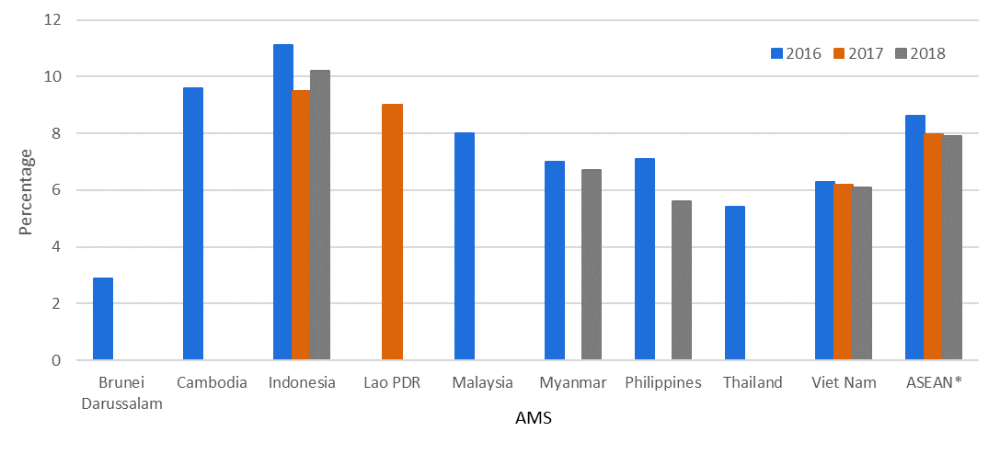 12
10
8
6
4
2
0
Percentage
2016 2017 2018
Brunei Darussalam
Cambodia
Indonesia
Lao PDR
Malaysia
Myanmar
Philippines
Thailand
Viet Nam
ASEAN*
AMS